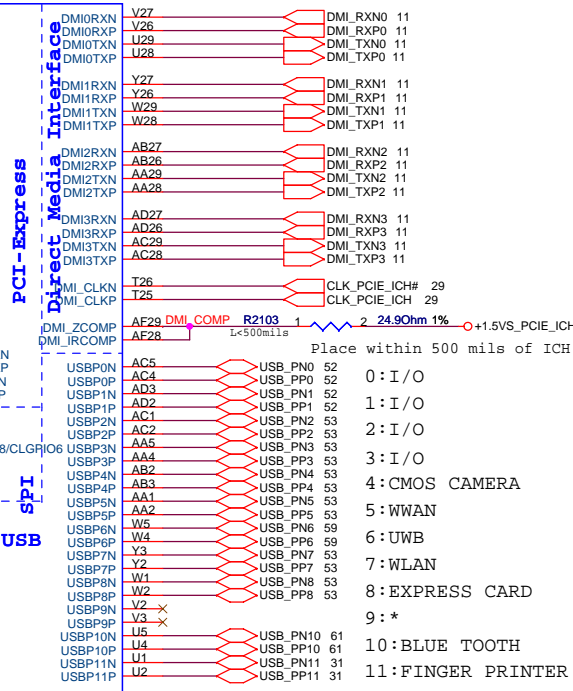 PCI-Express
Direct Media Interface
SPI
USB
DMI0RXN V27 DMI_RXN0 11
DMI0RXP V26 DMI_RXP0 11
DMI0TXN U29 DMI_TXN0 11
DMI0TXP U28 DMI_TXP0 11
DMI1RXN Y27 DMI_RXN1 11
DMI1RXP Y26 DMI_RXP1 11
DMI1TXN W29 DMI_TXN1 11
DMI1TXP W28 DMI_TXP1 11
DMI2RXN AB27 DMI_RXN2 11
DMI2RXP AB26 DMI_RXP2 11
DMI2TXN AA29 DMI_TXN2 11
DMI2TXP AA28 DMI_TXP2 11
DMI3RXN AD27 DMI_RXN3 11
DMI3RXP AD26 DMI_RXP3 11
DMI3TXN AC29 DMI_TXN3 11
DMI3TXP AC28 DMI_TXP3 11
DMI_CLKN T26 CLK_PCIE_ICH# 29
DMI_CLKP T25 CLK_PCIE_ICH 29
DMI_ZCOMP AF29 DMI_COMP R2103 1 2 24.9Ohm 1% +1.5VS_PCIE_ICH
DMI_IRCOMP AF28 L<500mils
Place within 500 mils of ICH
USBP0N AC5 USB_PN0 52
USBP0P AC4 USB_PP0 52 0:I/O
USBP1N AD3 USB_PN1 52
USBP1P AD2 USB_PP1 52 1:I/O
USBP2N AC1 USB_PN2 53
USBP2P AC2 USB_PP2 53 2:I/O
8/CLGPIO6 USBP3N AA5 USB_PN3 53
USBP3P AA4 USB_PP3 53 3:I/O
USBP4N AB2 USB_PN4 53
USBP4P AB3 USB_PP4 53 4:CMOS CAMERA
USBP5N AA1 USB_PN5 53
USBP5P AA2 USB_PP5 53 5:WWAN
USBP6N W5 USB_PN6 59
USBP6P W4 USB_PP6 59 6:UWB
USBP7N Y3 USB_PN7 53
USBP7P Y2 USB_PP7 53 7:WLAN
USBP8N W1 USB_PN8 53
USBP8P W2 USB_PP8 53 8:EXPRESS CARD
USBP9N V2
USBP9P V3 9:*
USBP10N U5 USB_PN10 61
USBP10P U4 USB_PP10 61 10:BLUE TOOTH
USBP11N U1 USB_PN11 31
USBP11P U2 USB_PP11 31 11:FINGER PRINTER